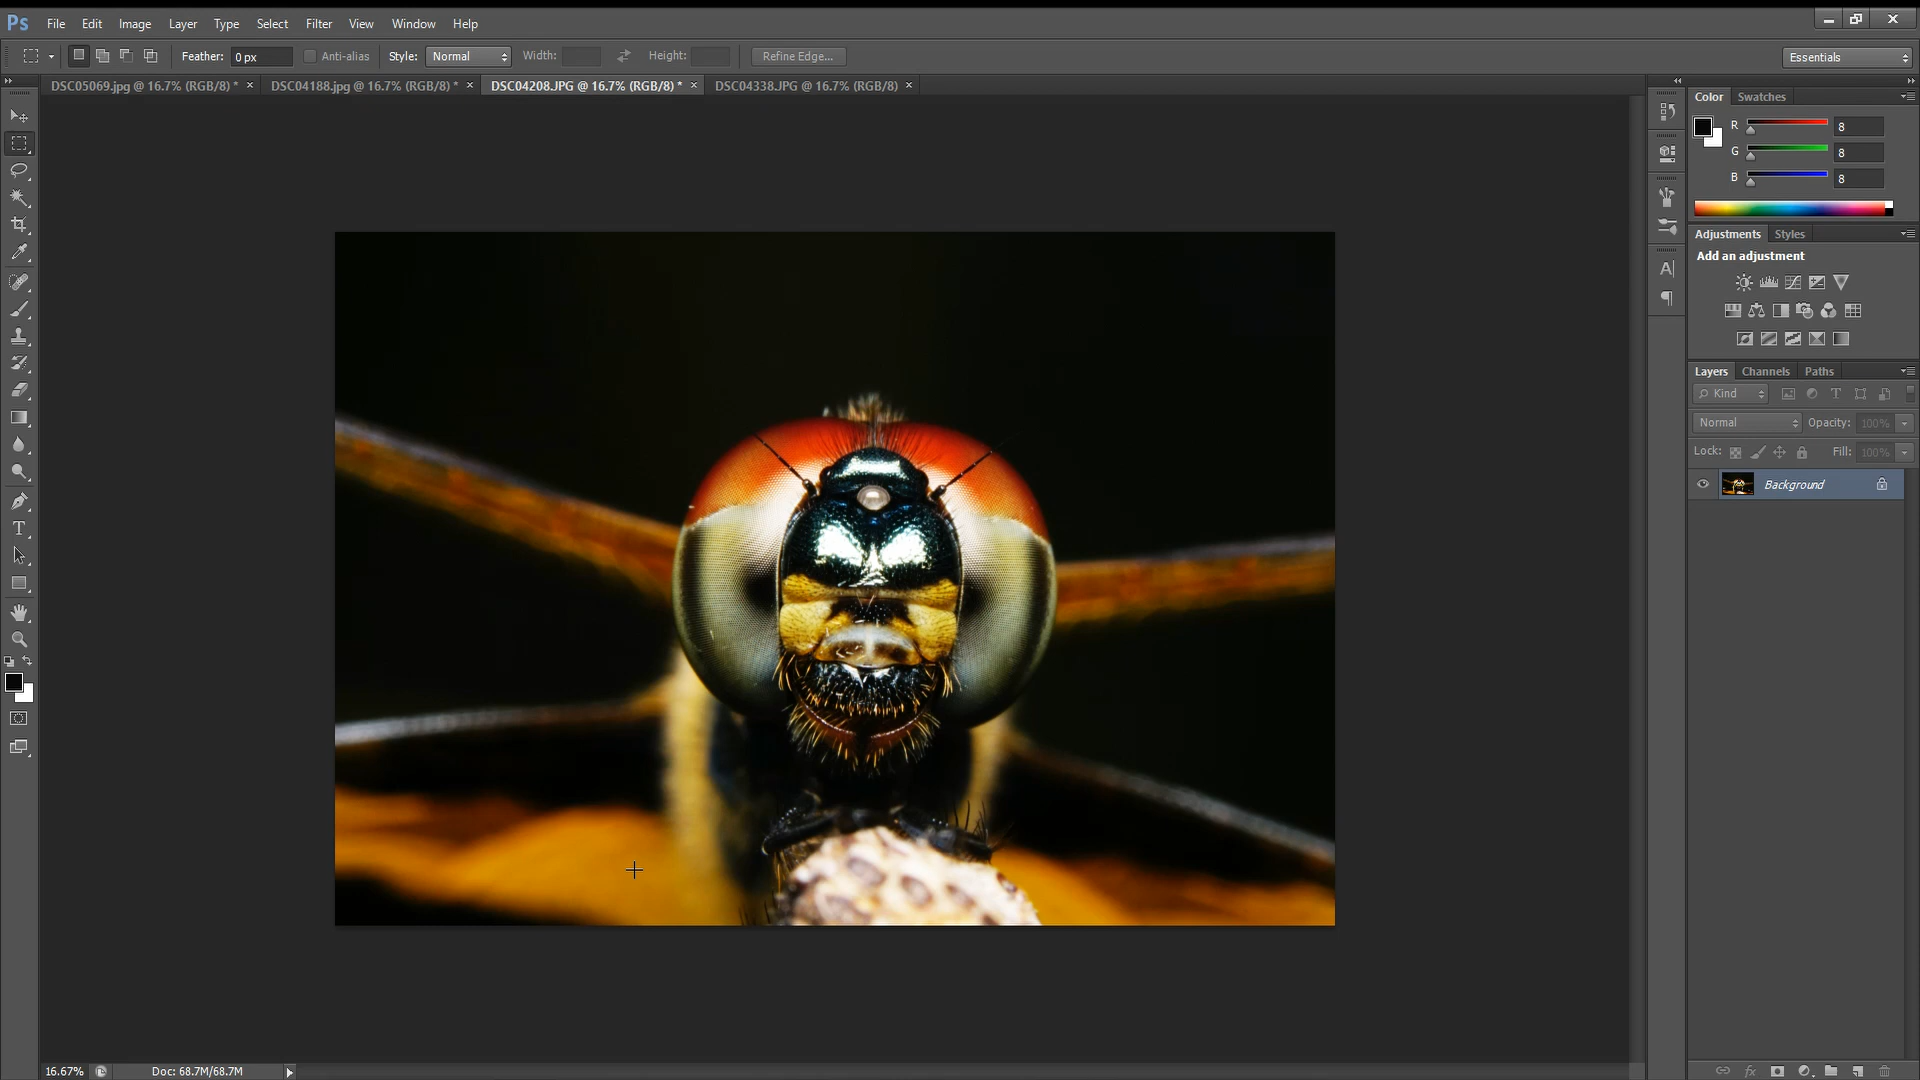 Ps File Edit Image Layer Type Select Filter View Window Help
Feather: 0 px Anti-alias Style: Normal Width: Height: Refine Edge... Essentials
DSC05069.jpg @ 16.7% (RGB/8) * × DSC04188.jpg @ 16.7% (RGB/8) * × DSC04208.JPG @ 16.7% (RGB/8) * × DSC04338.JPG @ 16.7% (RGB/8) ×
Color Swatches
R 8
G 8
B 8
Adjustments Styles
Add an adjustment
Layers Channels Paths
Kind
Normal Opacity: 100%
Lock: Fill: 100%
Background
16.67% Doc: 68.7M/68.7M